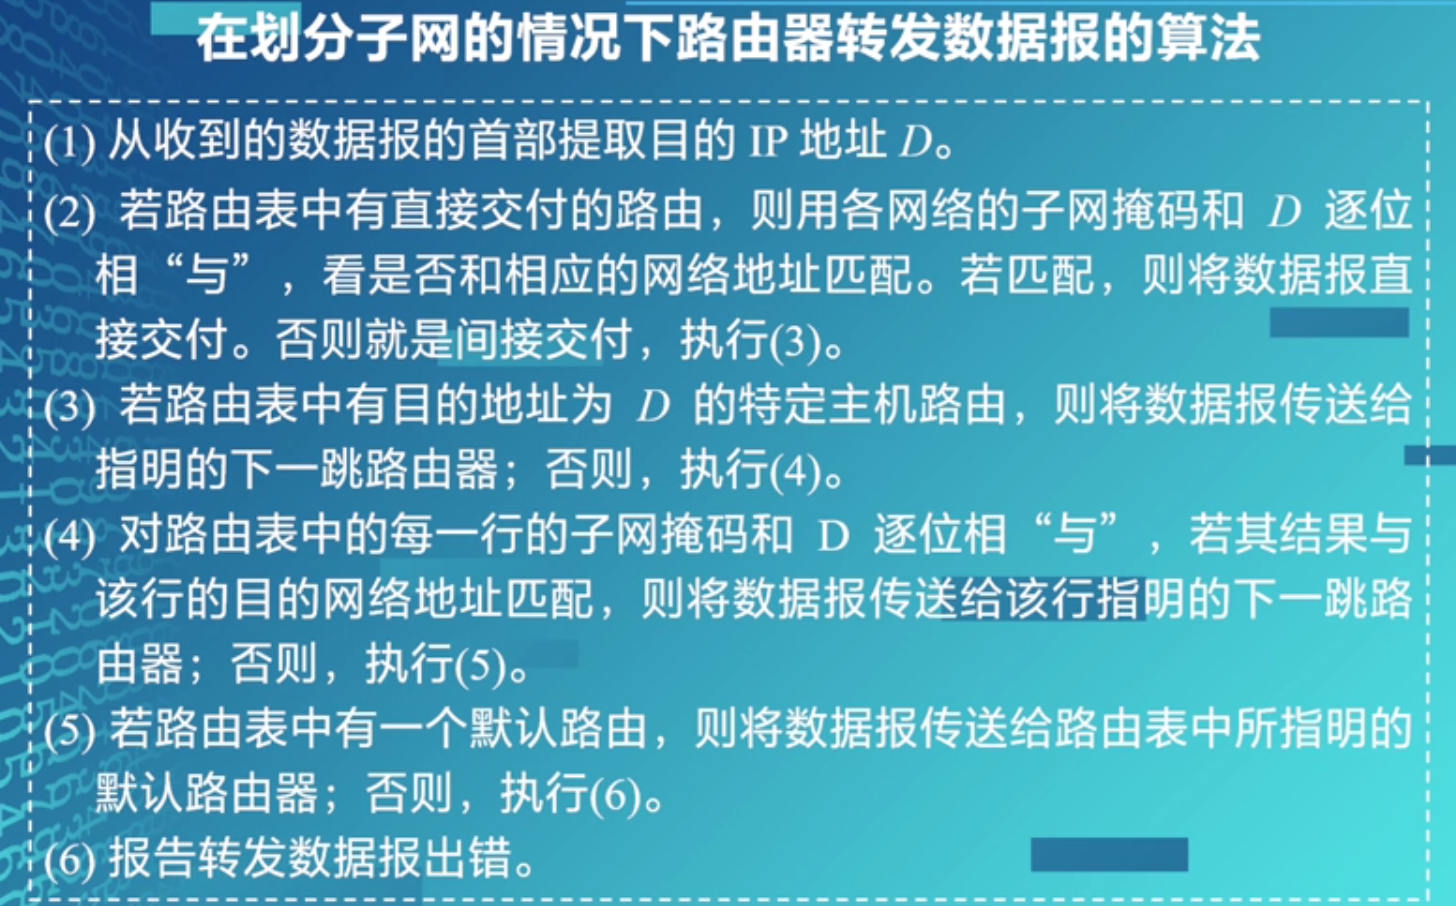 在划分子网的情况下路由器转发数据报的算法
(1) 从收到的数据报的首部提取目的 IP 地址 D。
(2) 若路由表中有直接交付的路由，则用各网络的子网掩码和 D 逐位
相“与”，看是否和相应的网络地址匹配。若匹配，则将数据报直
接交付。否则就是间接交付，执行(3)。
(3) 若路由表中有目的地址为 D 的特定主机路由，则将数据报传送给
指明的下一跳路由器；否则，执行(4)。
(4) 对路由表中的每一行的子网掩码和 D 逐位相“与”，若其结果与
该行的目的网络地址匹配，则将数据报传送给该行指明的下一跳路
由器；否则，执行(5)。
(5) 若路由表中有一个默认路由，则将数据报传送给路由表中所指明的
默认路由器；否则，执行(6)。
(6) 报告转发数据报出错。